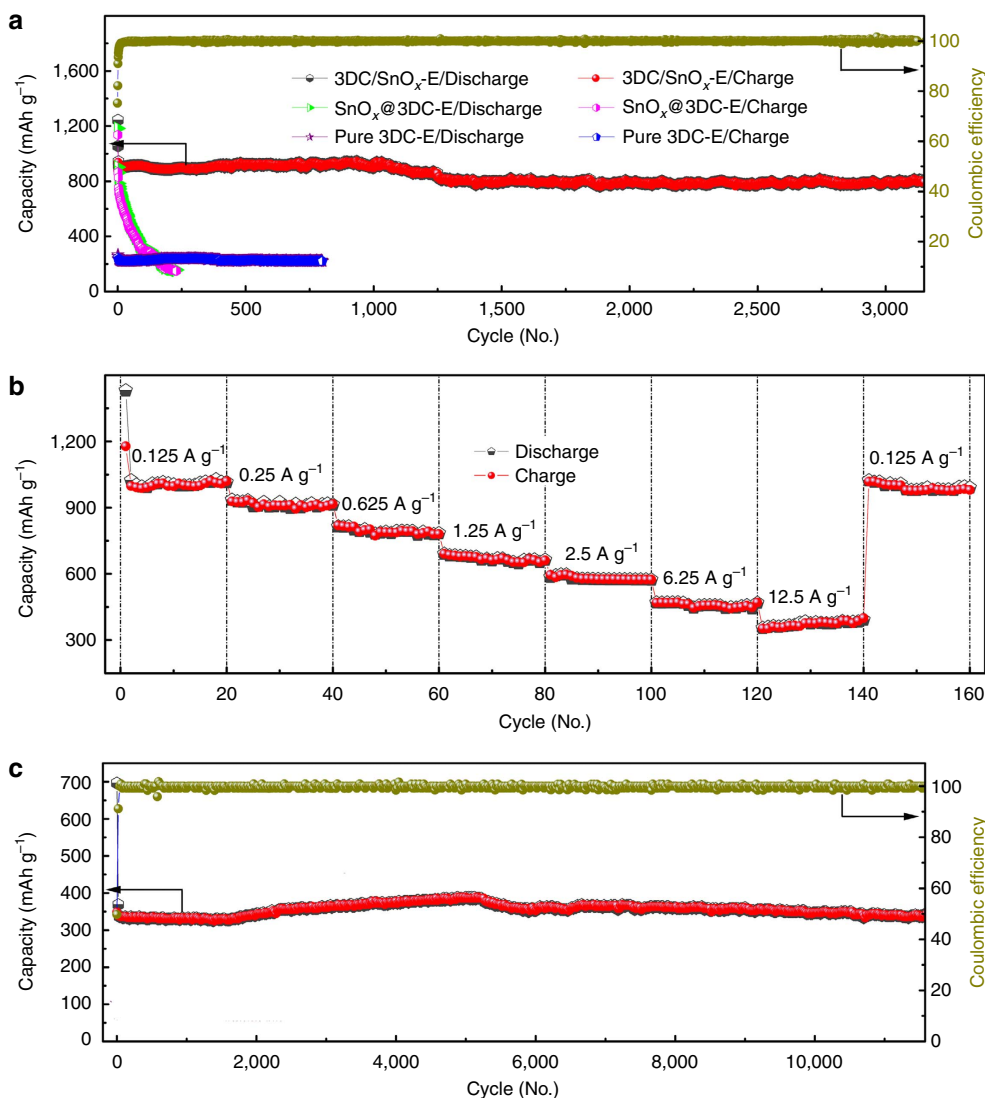 a
Capacity (mAh g⁻¹)
1,600
1,200
800
400
0
3DC/SnOₓ-E/Discharge
3DC/SnOₓ-E/Charge
SnOₓ@3DC-E/Discharge
SnOₓ@3DC-E/Charge
Pure 3DC-E/Discharge
Pure 3DC-E/Charge
100
80
60
40
20
Coulombic efficiency
0
500
1,000
1,500
2,000
2,500
3,000
Cycle (No.)
b
Capacity (mAh g⁻¹)
1,200
900
600
300
Discharge
Charge
0.125 A g⁻¹
0.25 A g⁻¹
0.625 A g⁻¹
1.25 A g⁻¹
2.5 A g⁻¹
6.25 A g⁻¹
12.5 A g⁻¹
0.125 A g⁻¹
0
20
40
60
80
100
120
140
160
Cycle (No.)
c
Capacity (mAh g⁻¹)
700
600
500
400
300
200
100
0
100
80
60
40
20
0
Coulombic efficiency
0
2,000
4,000
6,000
8,000
10,000
Cycle (No.)